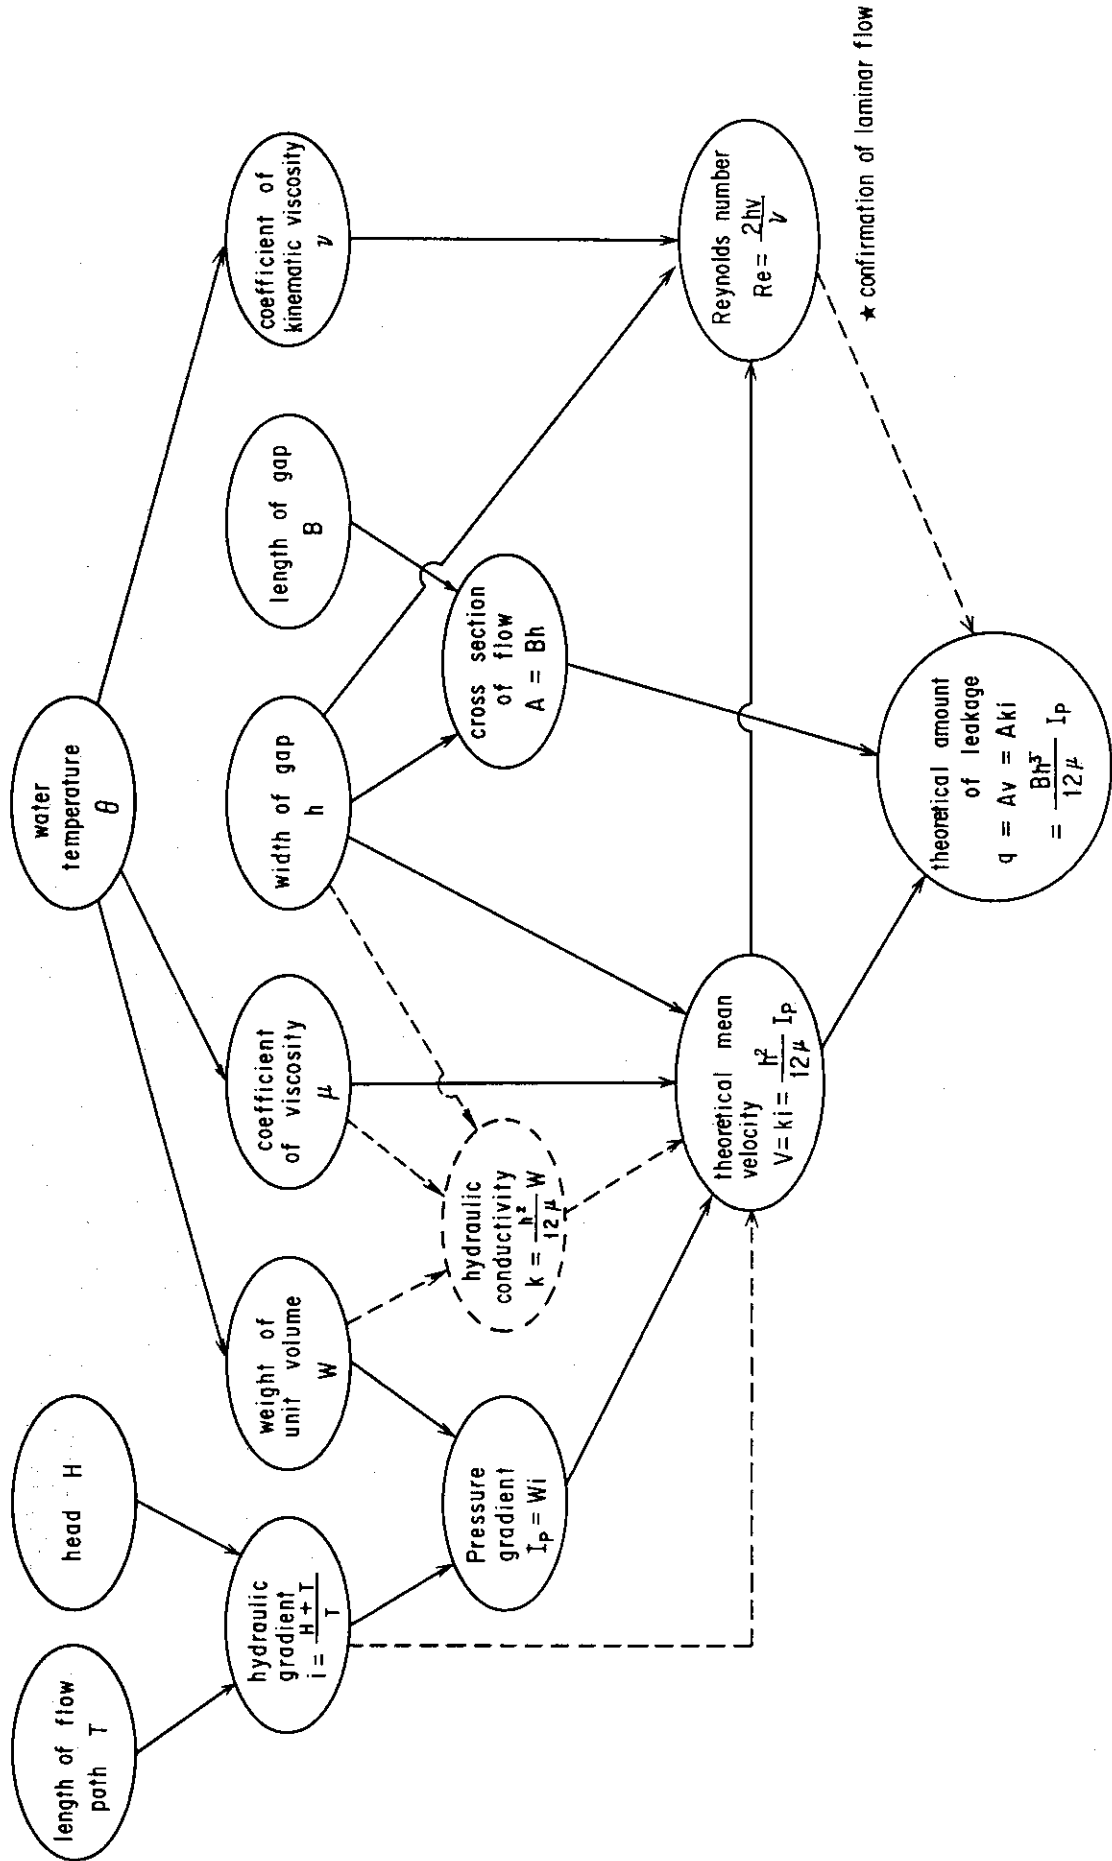 length of flow
path T
head H
water
temperature
θ
hydraulic
gradient
i = H + T / T
weight of
unit volume
W
coefficient
of viscosity
μ
width of gap
h
length of gap
B
coefficient of
kinematic viscosity
ν
Pressure
gradient
Ip = Wi
hydraulic
conductivity
k = h² / 12 μ W
cross section
of flow
A = Bh
theoretical mean
velocity
V = ki = h² / 12 μ Ip
Reynolds number
Re = 2hv / ν
theoretical amount
of leakage
q = Av = Aki
= Bh³ / 12 μ Ip
★ confirmation of laminar flow